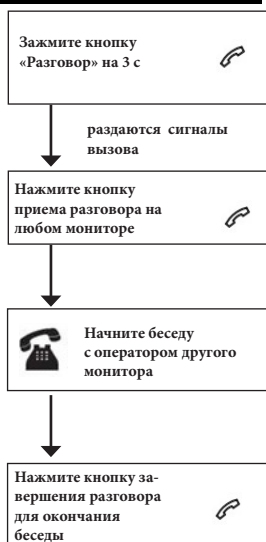 Зажмите кнопку
«Разговор» на 3 с
раздаются сигналы
вызова
Нажмите кнопку
приема разговора на
любом мониторе
Начните беседу
с оператором другого
монитора
Нажмите кнопку за-
вершения разговора
для окончания
беседы